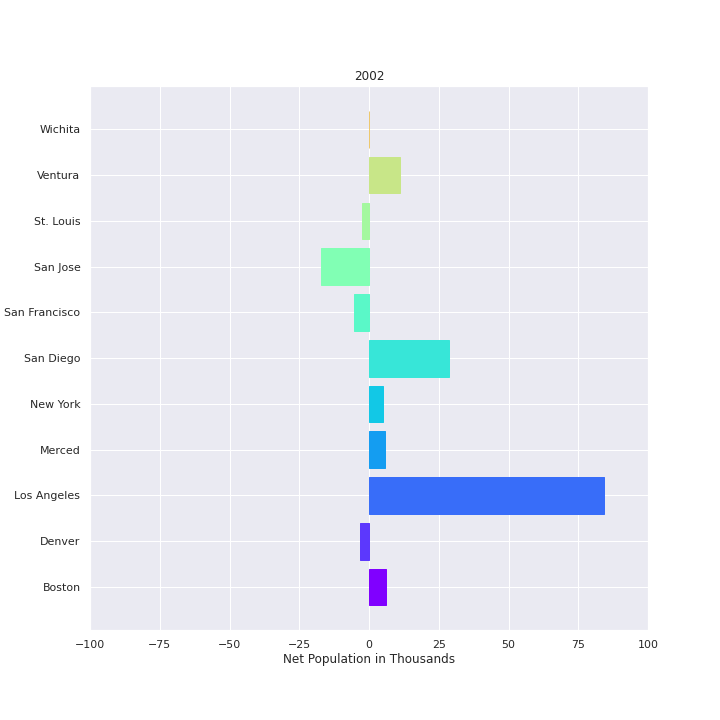 2002
Wichita
Ventura
St. Louis
San Jose
San Francisco
San Diego
New York
Merced
Los Angeles
Denver
Boston
−100 −75 −50 −25 0 25 50 75 100
Net Population in Thousands